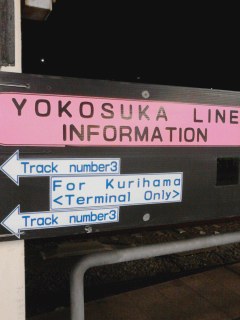 YOKOSUKA LINE
INFORMATION
Track number3
For Kurihama
<Terminal Only>
Track number3